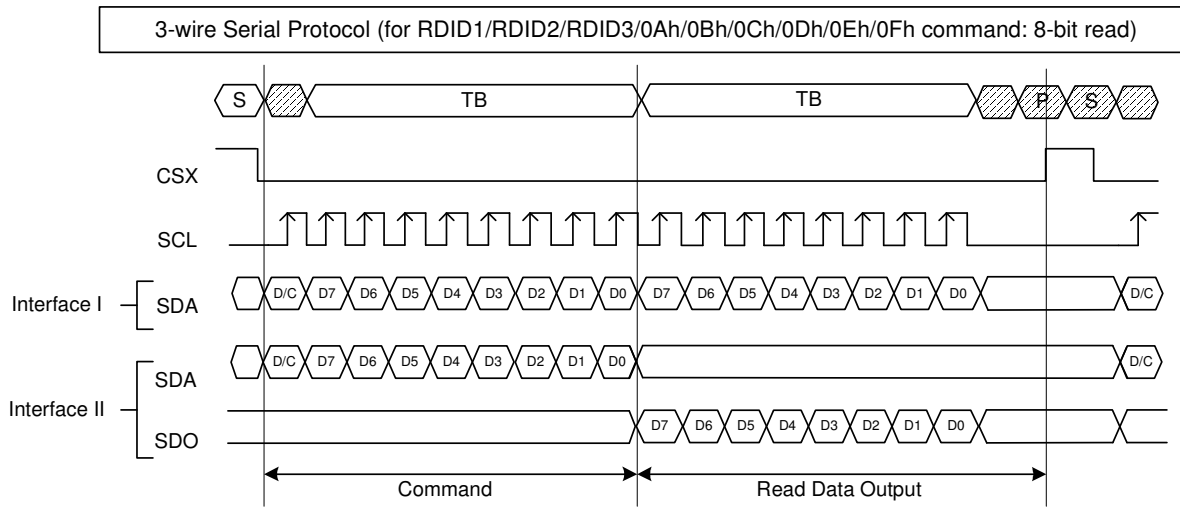 3-wire Serial Protocol (for RDID1/RDID2/RDID3/0Ah/0Bh/0Ch/0Dh/0Eh/0Fh command: 8-bit read)
S TB TB P S
CSX
SCL
Interface I SDA D/C D7 D6 D5 D4 D3 D2 D1 D0 D7 D6 D5 D4 D3 D2 D1 D0 D/C
SDA D/C D7 D6 D5 D4 D3 D2 D1 D0 D/C
Interface II
SDO D7 D6 D5 D4 D3 D2 D1 D0
Command Read Data Output